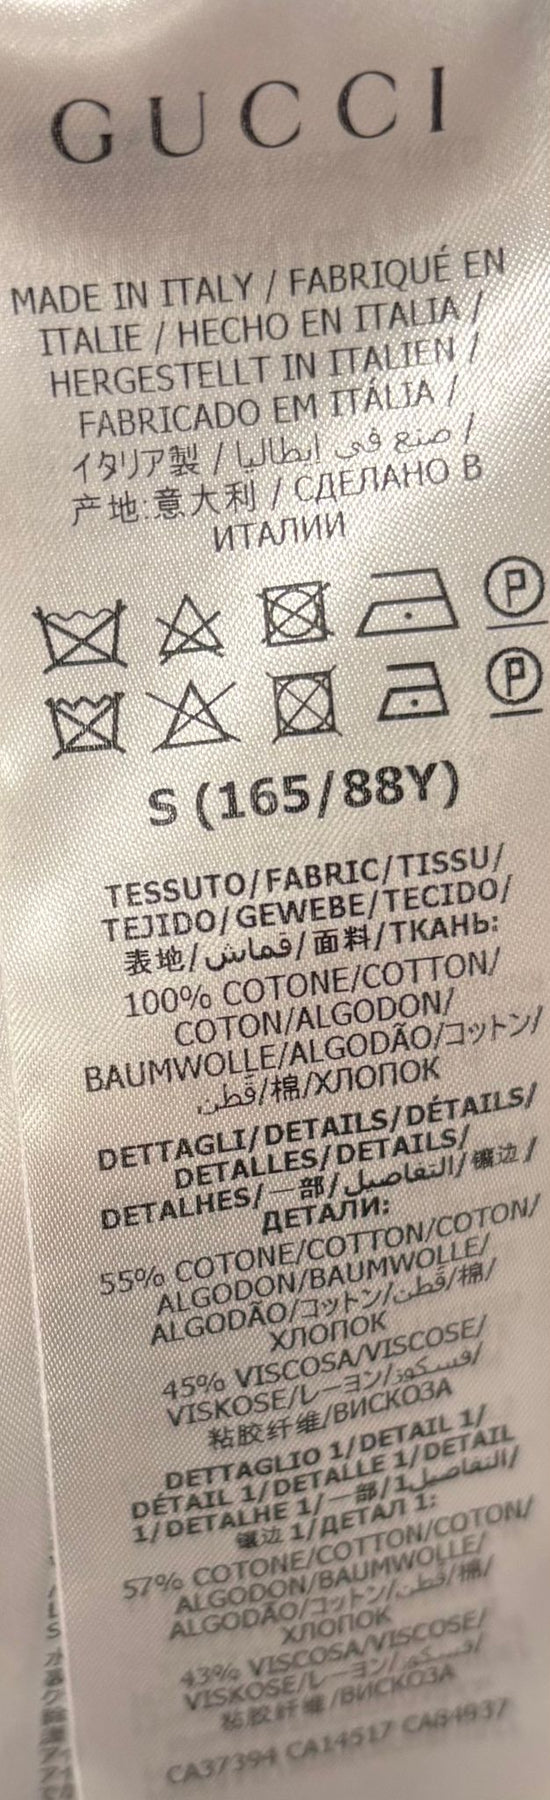 GUCCI
MADE IN ITALY / FABRIQUÉ EN
ITALIE / HECHO EN ITALIA /
HERGESTELLT IN ITALIEN /
FABRICADO EM ITÁLIA /
イタリア製 / صنع في إيطاليا /
产地:意大利 / СДЕЛАНО В
ИТАЛИИ
P
P
S (165/88Y)
TESSUTO/FABRIC/TISSU/
TEJIDO/GEWEBE/TECIDO/
表地/قماش/面料/ТКАНЬ:
100% COTONE/COTTON/
COTON/ALGODON/
BAUMWOLLE/ALGODÃO/コットン/
قطن/棉/ХЛОПОК
DETTAGLI/DETAILS/DÉTAILS/
DETALLES/DETAILS/
DETALHES/一部/التفاصيل/镶边/
ДЕТАЛИ:
55% COTONE/COTTON/COTON/
ALGODON/BAUMWOLLE/
ALGODÃO/コットン/قطن/棉/
ХЛОПОК
45% VISCOSA/VISCOSE/
VISKOSE/レーヨン/فسكوز/
粘胶纤维/ВИСКОЗА
DETTAGLIO 1/DETAIL 1/
DÉTAIL 1/DETALLE 1/DETAIL
1/DETALHE 1/一部/1التفاصيل/
镶边 1/ДЕТАЛ 1:
57% COTONE/COTTON/COTON/
ALGODON/BAUMWOLLE/
ALGODÃO/コットン/قطن/棉/
ХЛОПОК
43% VISCOSA/VISCOSE/
VISKOSE/レーヨン/فسكوز/
粘胶纤维/ВИСКОЗА
CA37394 CA14517 CA84937